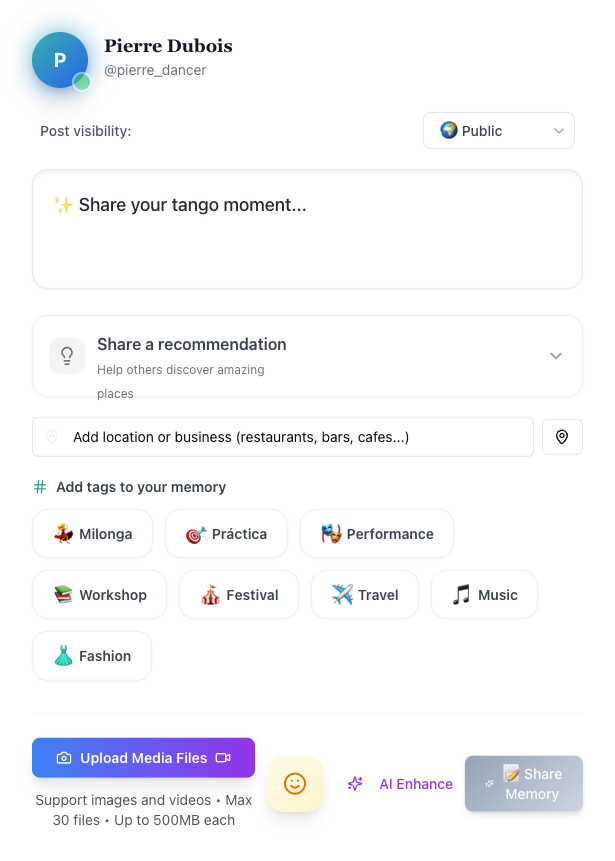 P
Pierre Dubois
@pierre_dancer
Post visibility:
🌍 Public
✨ Share your tango moment...
Share a recommendation
Help others discover amazing
places
Add location or business (restaurants, bars, cafes...)
Add tags to your memory
💃 Milonga
🎯 Práctica
🎭 Performance
📚 Workshop
🎪 Festival
✈️ Travel
🎵 Music
👗 Fashion
Upload Media Files
Support images and videos • Max
30 files • Up to 500MB each
AI Enhance
📝 Share
Memory